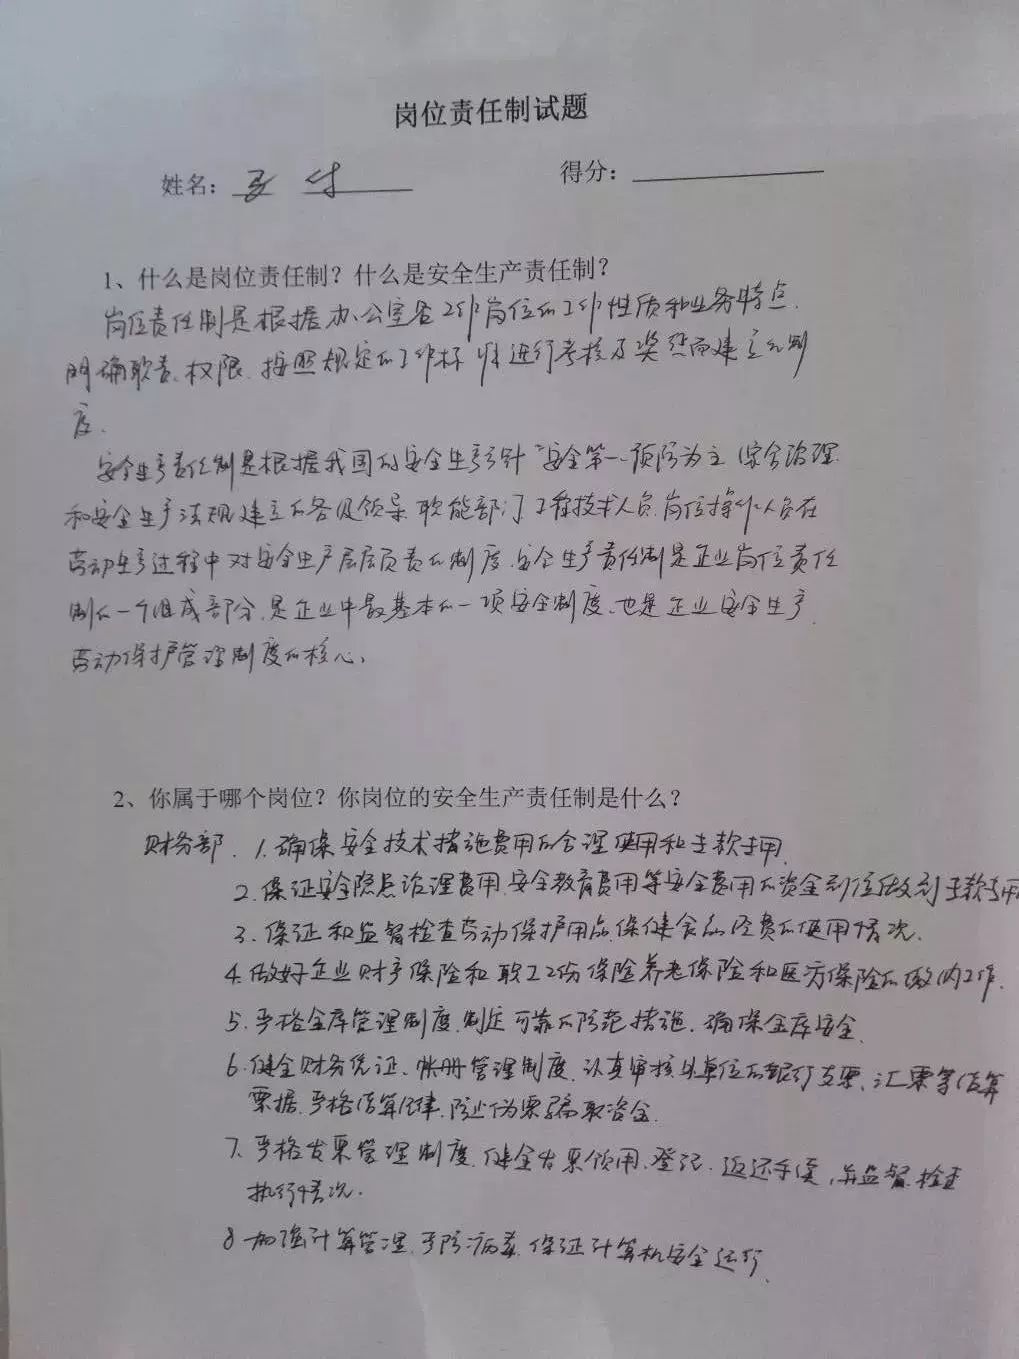 岗位责任制试题
姓名：
得分：
1、什么是岗位责任制？什么是安全生产责任制？
岗位责任制是根据办公室各工作岗位的工作性质和业务特点.
明确职责、权限、按照规定的工作标准进行考核及奖惩而建立的制
度.
安全生产责任制是根据我国的安全生产方针“安全第一、预防为主 综合治理
和安全生产法规建立的各级领导 职能部门 工程技术人员、岗位操作人员在
劳动生产过程中对安全生产层层负责的制度、安全生产责任制是企业岗位责任
制的一个组成部分、是企业中最基本的一项安全制度、也是企业安全生产
劳动保护管理制度的核心、
2、你属于哪个岗位？你岗位的安全生产责任制是什么？
财务部. 1. 确保安全技术措施费用的合理使用和专款专用.
2. 保证安全隐患治理费用、安全教育费用等安全费用的资金到位做到专款专用
3. 保证和监督检查劳动保护用品保健食品经费的使用情况.
4. 做好企业财产保险和职工工伤保险养老保险和医疗保险的缴纳工作.
5. 严格金库管理制度、制定可靠的防范措施. 确保金库安全.
6. 健全财务凭证、帐册管理制度、认真审核外单位的银行支票、汇票等结算
票据、严格结算纪律、防止伪票骗取资金.
7. 严格发票管理制度、健全发票领用、登记、返还手续，并监督检查
执行情况.
8 加强计算管理、予防病毒、保证计算机安全运行.